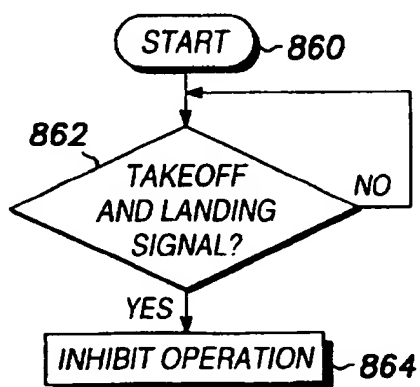 START
860
862
TAKEOFF
AND LANDING
SIGNAL?
NO
YES
INHIBIT OPERATION
864